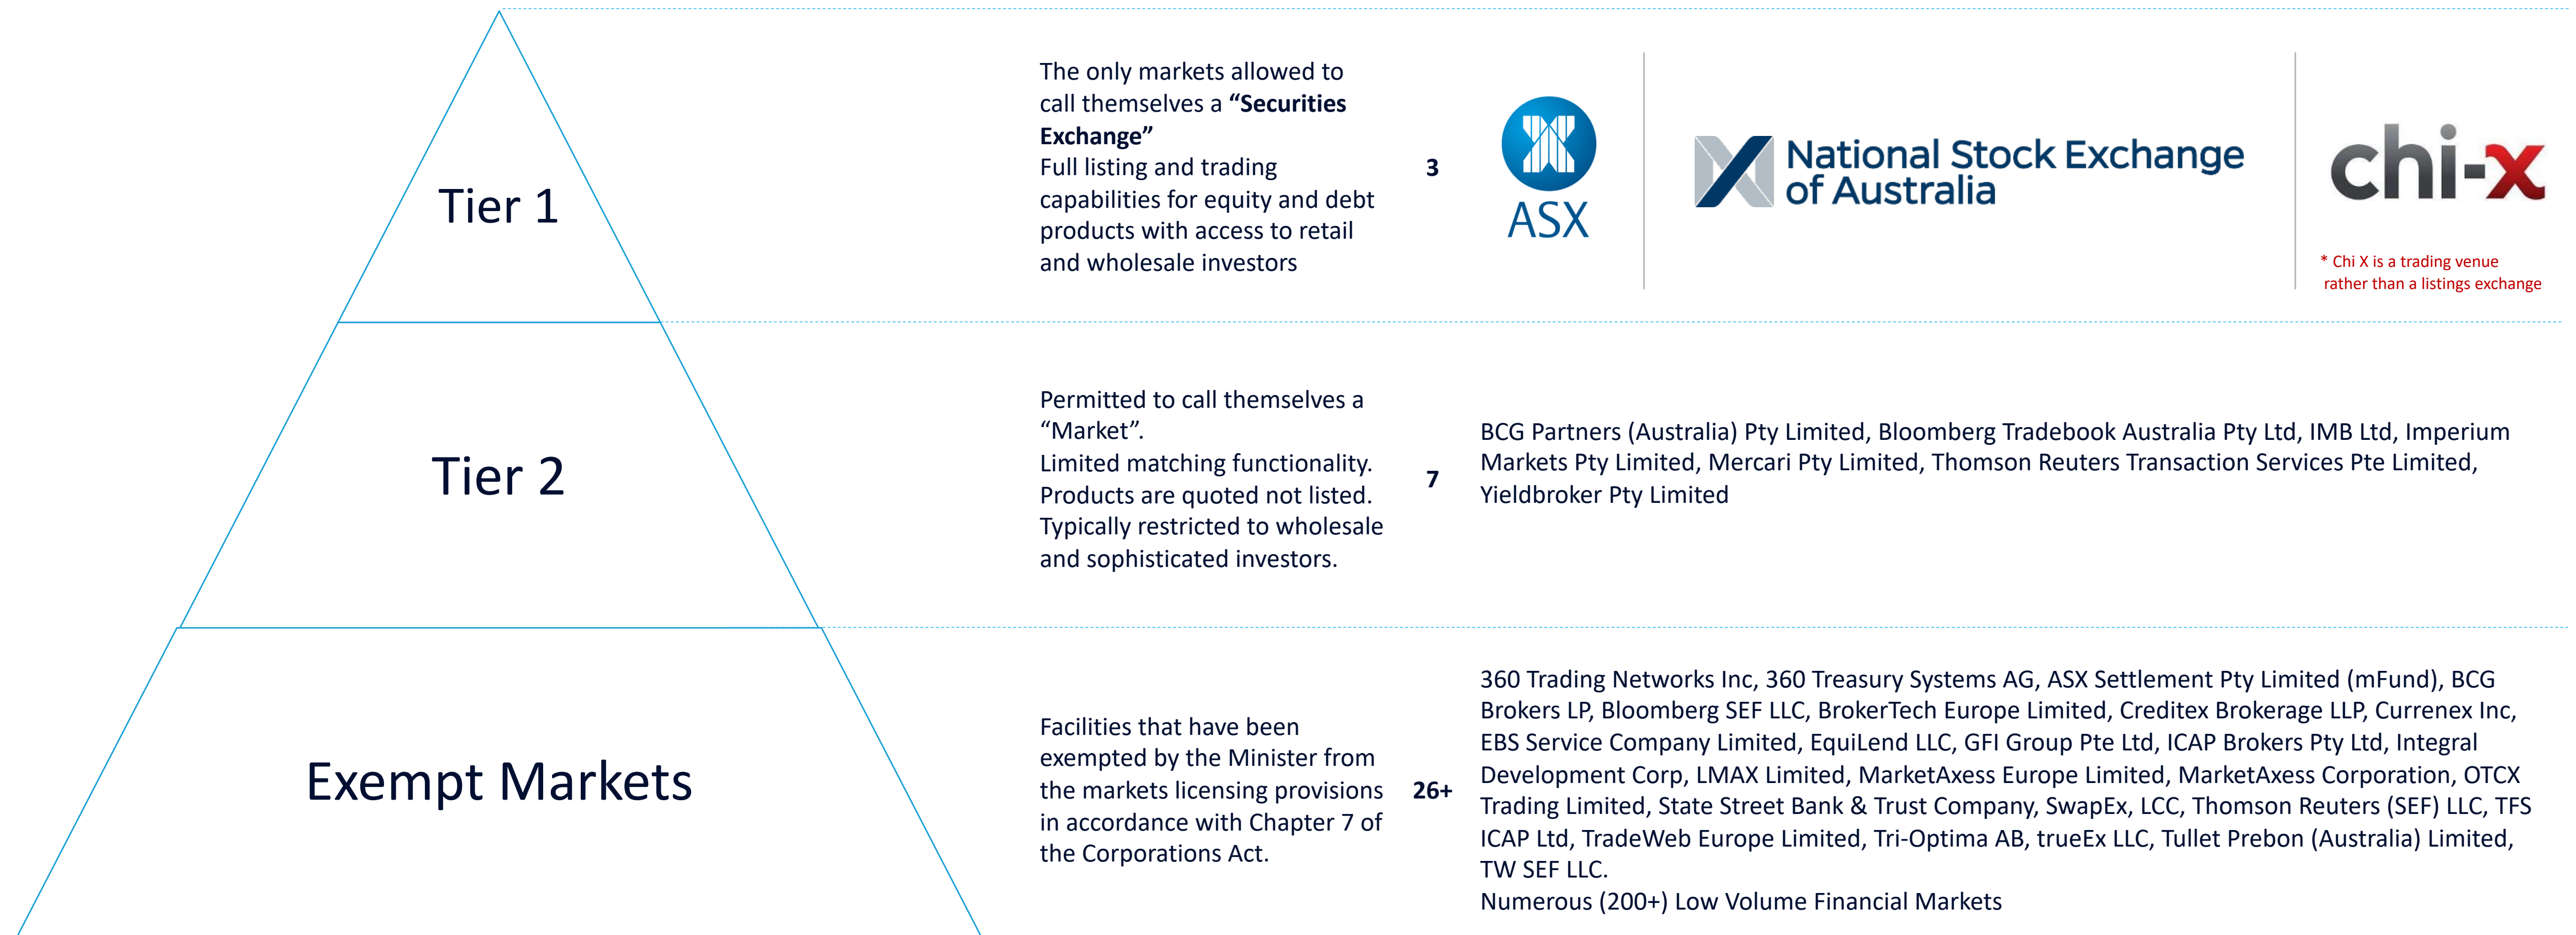 Tier 1
The only markets allowed to
call themselves a “Securities
Exchange”
Full listing and trading
capabilities for equity and debt
products with access to retail
and wholesale investors
3
ASX
National Stock Exchange
of Australia
chi-x
* Chi X is a trading venue
rather than a listings exchange
Tier 2
Permitted to call themselves a
“Market”.
Limited matching functionality.
Products are quoted not listed.
Typically restricted to wholesale
and sophisticated investors.
7
BCG Partners (Australia) Pty Limited, Bloomberg Tradebook Australia Pty Ltd, IMB Ltd, Imperium
Markets Pty Limited, Mercari Pty Limited, Thomson Reuters Transaction Services Pte Limited,
Yieldbroker Pty Limited
Exempt Markets
Facilities that have been
exempted by the Minister from
the markets licensing provisions
in accordance with Chapter 7 of
the Corporations Act.
26+
360 Trading Networks Inc, 360 Treasury Systems AG, ASX Settlement Pty Limited (mFund), BCG
Brokers LP, Bloomberg SEF LLC, BrokerTech Europe Limited, Creditex Brokerage LLP, Currenex Inc,
EBS Service Company Limited, EquiLend LLC, GFI Group Pte Ltd, ICAP Brokers Pty Ltd, Integral
Development Corp, LMAX Limited, MarketAxess Europe Limited, MarketAxess Corporation, OTCX
Trading Limited, State Street Bank & Trust Company, SwapEx, LCC, Thomson Reuters (SEF) LLC, TFS
ICAP Ltd, TradeWeb Europe Limited, Tri-Optima AB, trueEx LLC, Tullet Prebon (Australia) Limited,
TW SEF LLC.
Numerous (200+) Low Volume Financial Markets